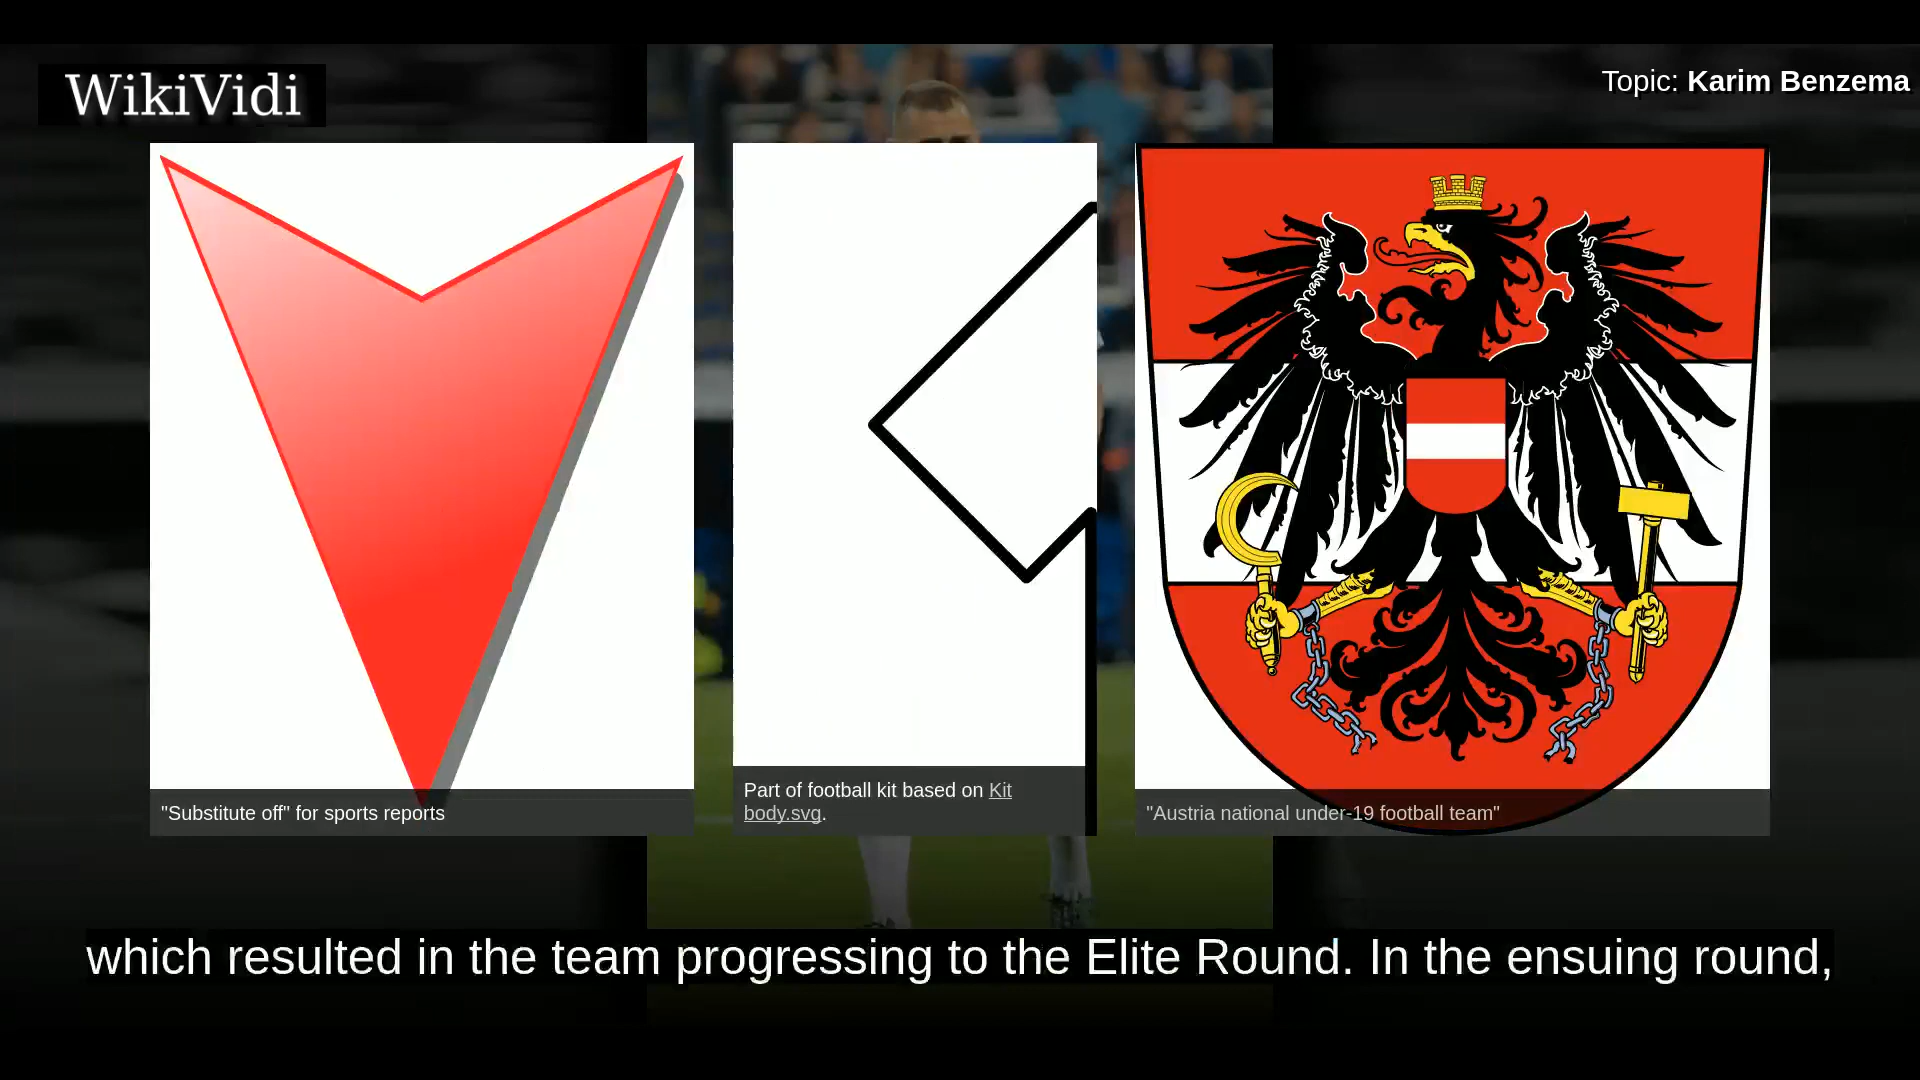 WikiVidi
Topic: Karim Benzema
"Substitute off" for sports reports
Part of football kit based on Kit
body.svg.
"Austria national under-19 football team"
which resulted in the team progressing to the Elite Round. In the ensuing round,